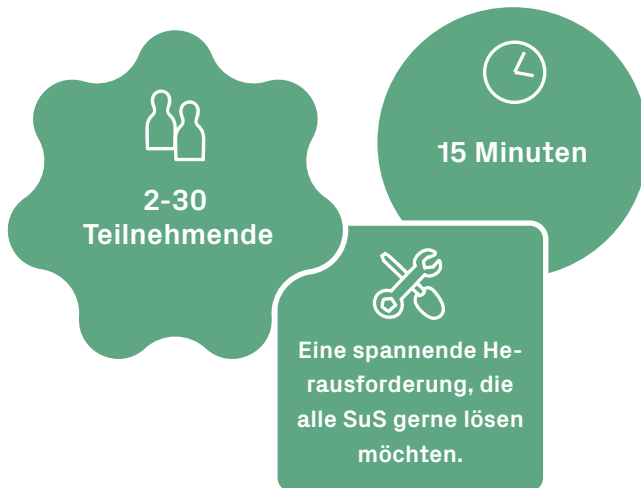 2-30
Teilnehmende
15 Minuten
Eine spannende He-
rausforderung, die
alle SuS gerne lösen
möchten.